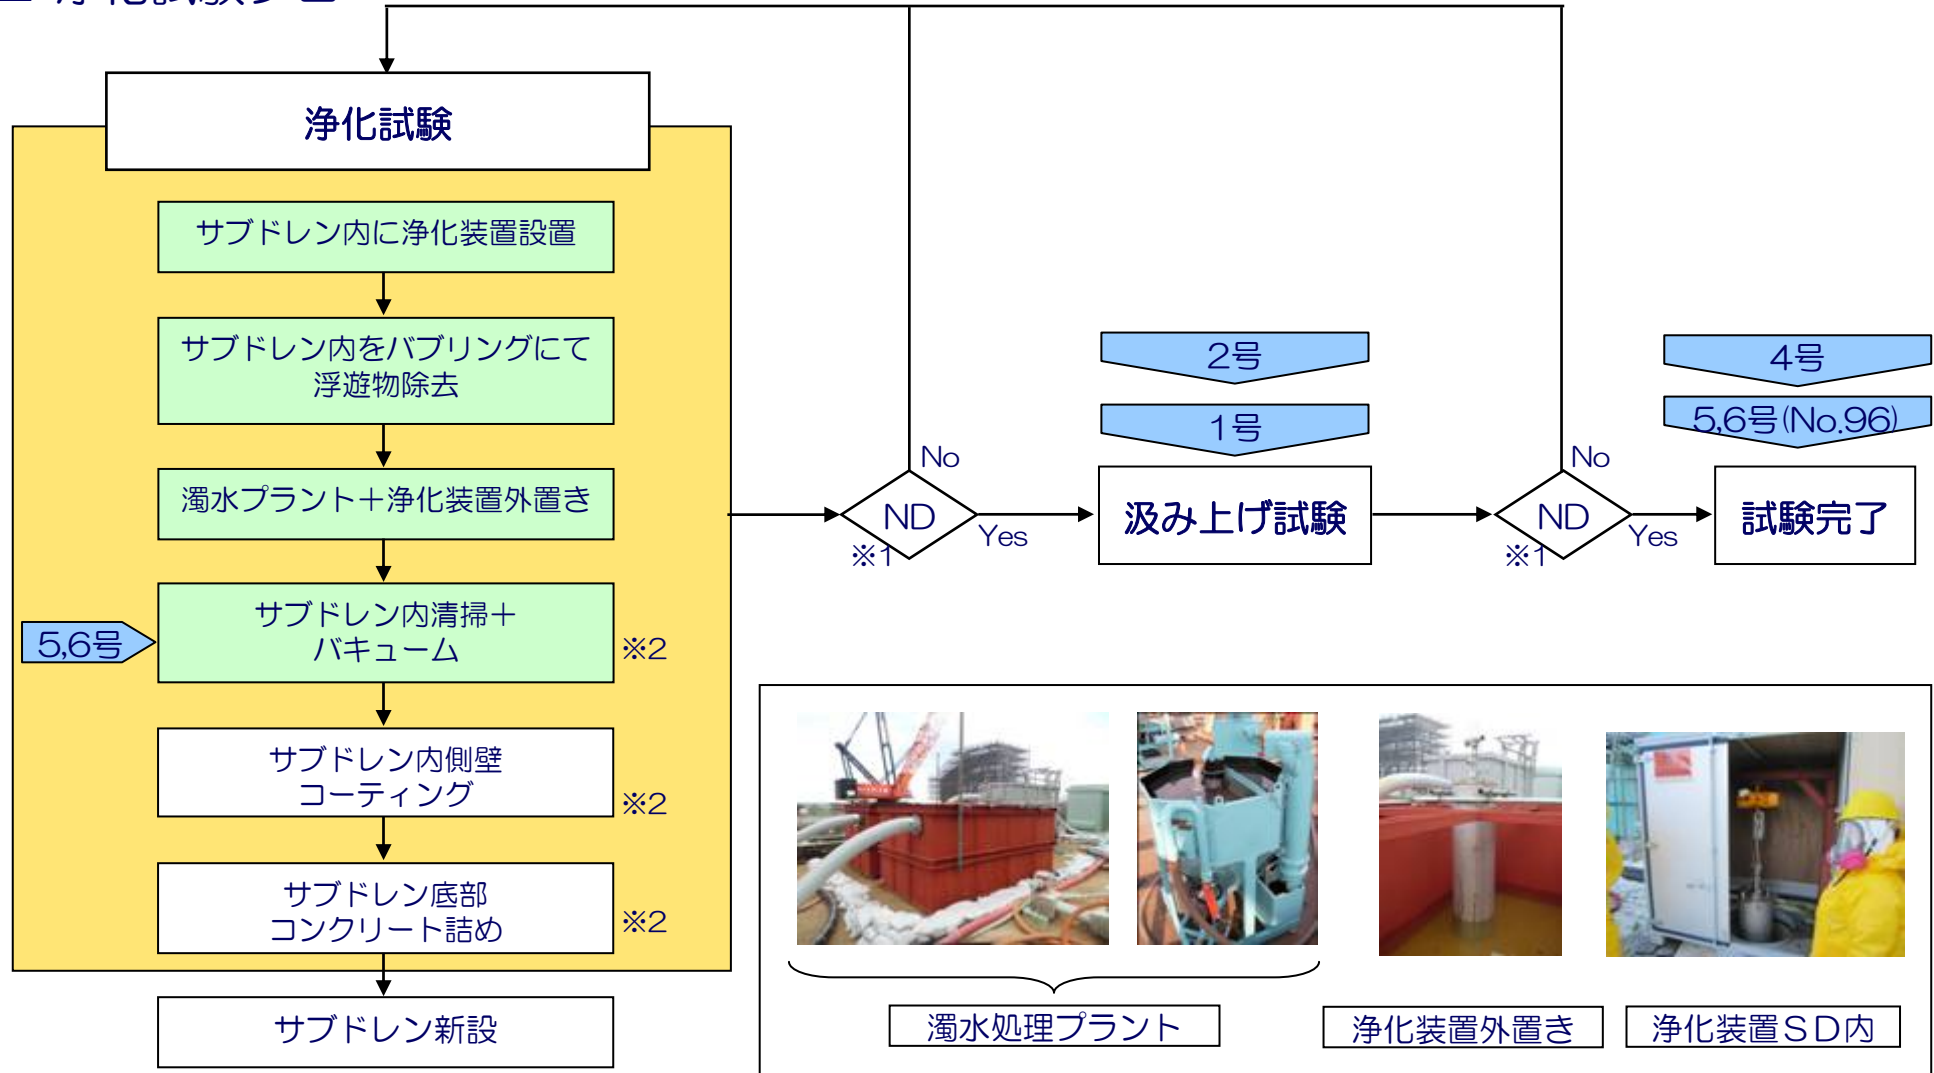 浄化試験
サブドレン内に浄化装置設置
サブドレン内をバブリングにて
浮遊物除去
濁水プラント＋浄化装置外置き
サブドレン内清掃＋
バキューム
※2
5,6号
サブドレン内側壁
コーティング
※2
サブドレン底部
コンクリート詰め
※2
サブドレン新設
No
ND
※1
Yes
2号
1号
汲み上げ試験
No
ND
※1
Yes
4号
5,6号(No.96)
試験完了
濁水処理プラント
浄化装置外置き
浄化装置ＳＤ内